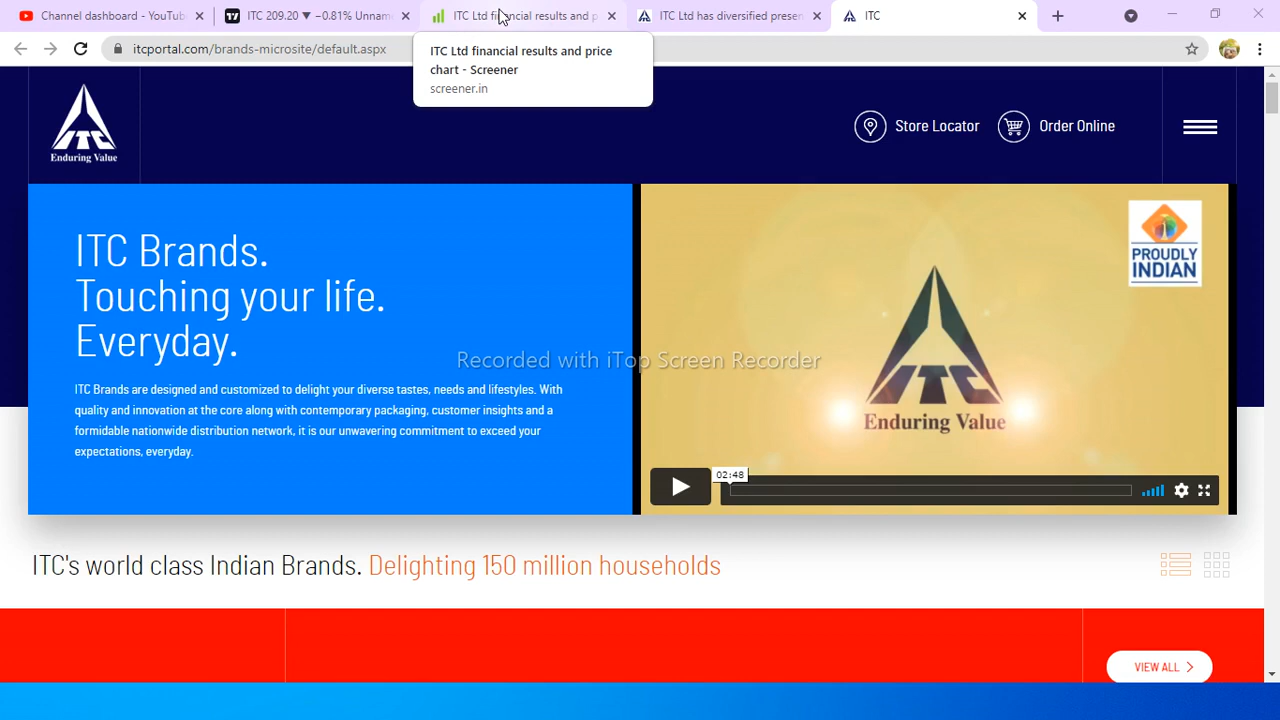 Channel dashboard - YouTube
ITC 209.20 ▼ −0.81% Unnam
ITC Ltd financial results and p
ITC Ltd has diversified presen
ITC
itcportal.com/brands-microsite/default.aspx
ITC Ltd financial results and price
chart - Screener
screener.in
ITC
Enduring Value
Store Locator
Order Online
ITC Brands.
Touching your life.
Everyday.
ITC Brands are designed and customized to delight your diverse tastes, needs and lifestyles. With
quality and innovation at the core along with contemporary packaging, customer insights and a
formidable nationwide distribution network, it is our unwavering commitment to exceed your
expectations, everyday.
PROUDLY
INDIAN
ITC
Enduring Value
Recorded with iTop Screen Recorder
02:48
ITC's world class Indian Brands. Delighting 150 million households
VIEW ALL